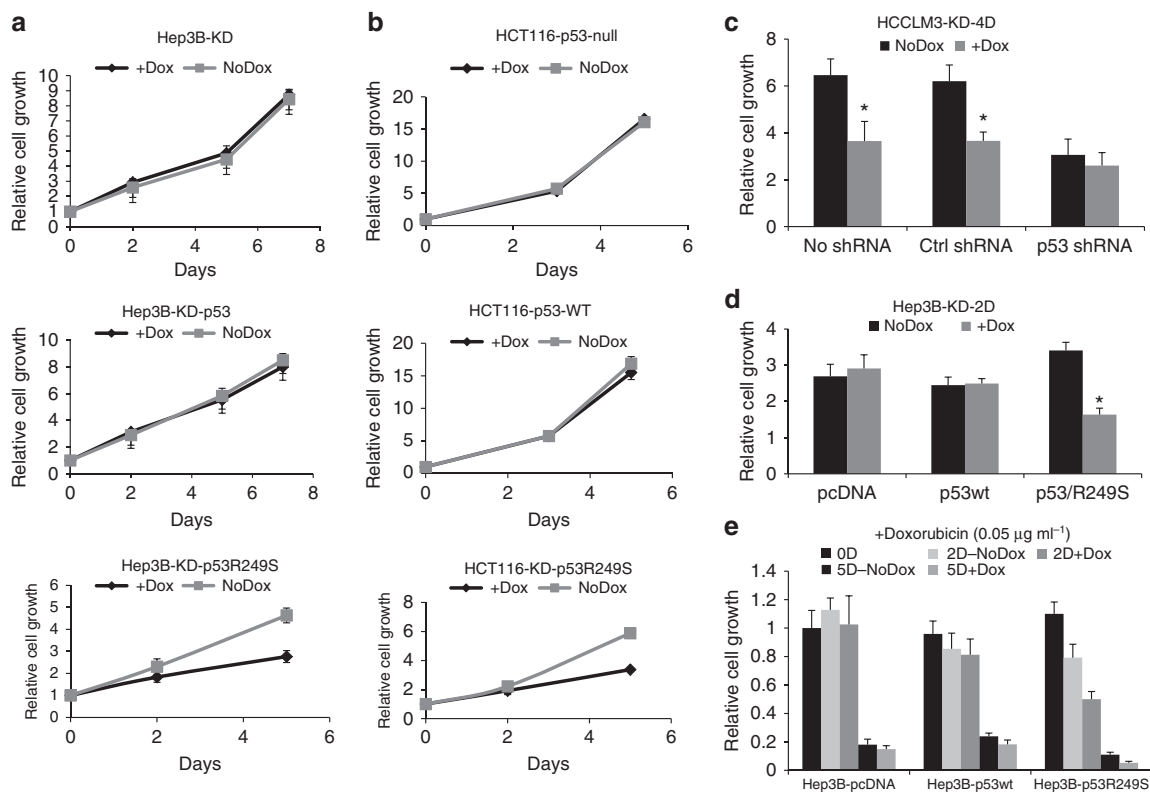 a
Hep3B-KD
+Dox NoDox
Relative cell growth
10
9
8
7
6
5
4
3
2
1
0
0 2 4 6 8
Days
Hep3B-KD-p53
+Dox NoDox
Relative cell growth
10
8
6
4
2
0
0 2 4 6 8
Days
Hep3B-KD-p53R249S
+Dox NoDox
Relative cell growth
6
5
4
3
2
1
0
0 2 4 6
Days
b
HCT116-p53-null
+Dox NoDox
Relative cell growth
20
15
10
5
0
0 2 4 6
Days
HCT116-p53-WT
+Dox NoDox
Relative cell growth
20
15
10
5
0
0 2 4 6
Days
HCT116-KD-p53R249S
+Dox NoDox
Relative cell growth
8
6
4
2
0
0 2 4 6
Days
c
HCCLM3-KD-4D
NoDox +Dox
Relative cell growth
8
6
4
2
0
* *
No shRNA Ctrl shRNA p53 shRNA
d
Hep3B-KD-2D
NoDox +Dox
Relative cell growth
4
3
2
1
0
*
pcDNA p53wt p53/R249S
e
+Doxorubicin (0.05 μg ml⁻¹)
0D 2D–NoDox 2D+Dox
5D–NoDox 5D+Dox
Relative cell growth
1.4
1.2
1
0.8
0.6
0.4
0.2
0
Hep3B-pcDNA Hep3B-p53wt Hep3B-p53R249S